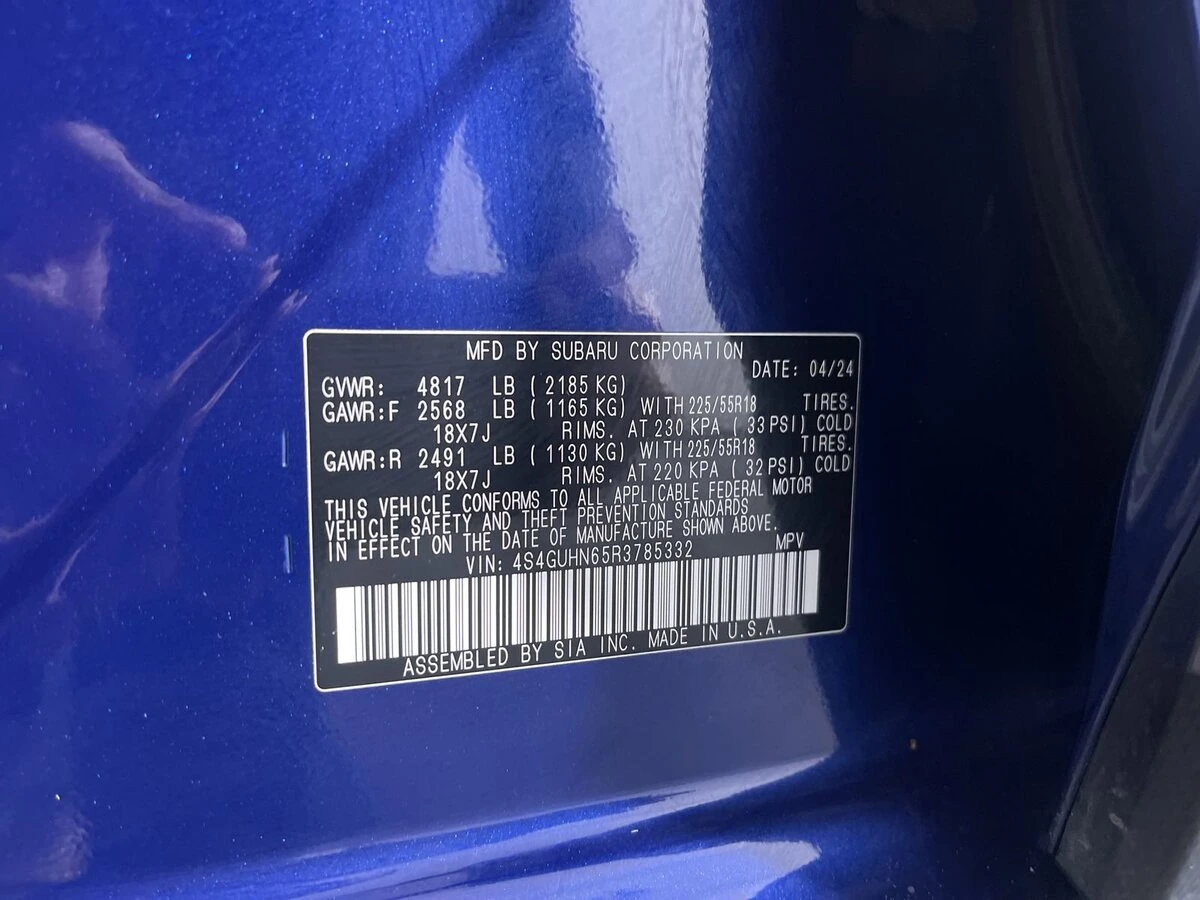 MFD BY SUBARU CORPORATION
DATE: 04/24
GVWR: 4817 LB ( 2185 KG)
GAWR:F 2568 LB ( 1165 KG) WITH 225/55R18 TIRES.
18X7J RIMS. AT 230 KPA ( 33 PSI) COLD
GAWR:R 2491 LB ( 1130 KG) WITH 225/55R18 TIRES.
18X7J RIMS. AT 220 KPA ( 32 PSI) COLD
THIS VEHICLE CONFORMS TO ALL APPLICABLE FEDERAL MOTOR
VEHICLE SAFETY AND THEFT PREVENTION STANDARDS
IN EFFECT ON THE DATE OF MANUFACTURE SHOWN ABOVE.
VIN: 4S4GUHN65R3785332 MPV
ASSEMBLED BY SIA INC. MADE IN U.S.A.